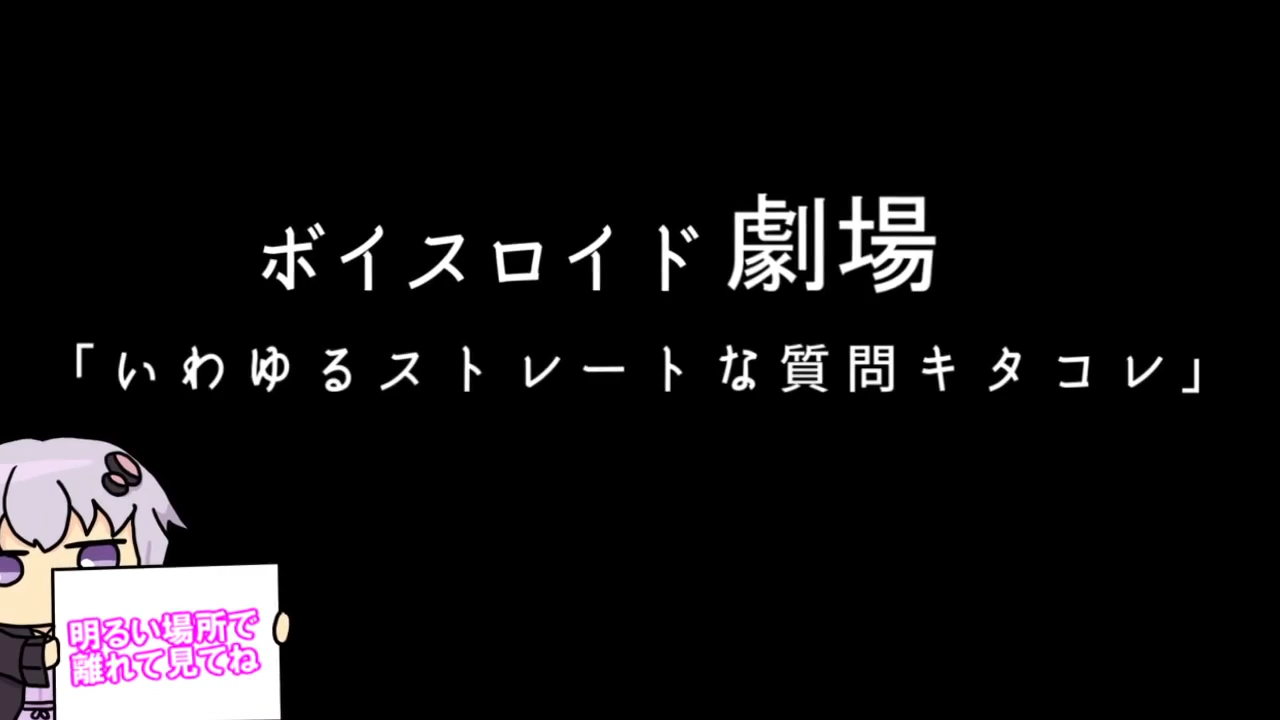 ボイスロイド劇場
「いわゆるストレートな質問キタコレ」
明るい場所で
離れて見てね